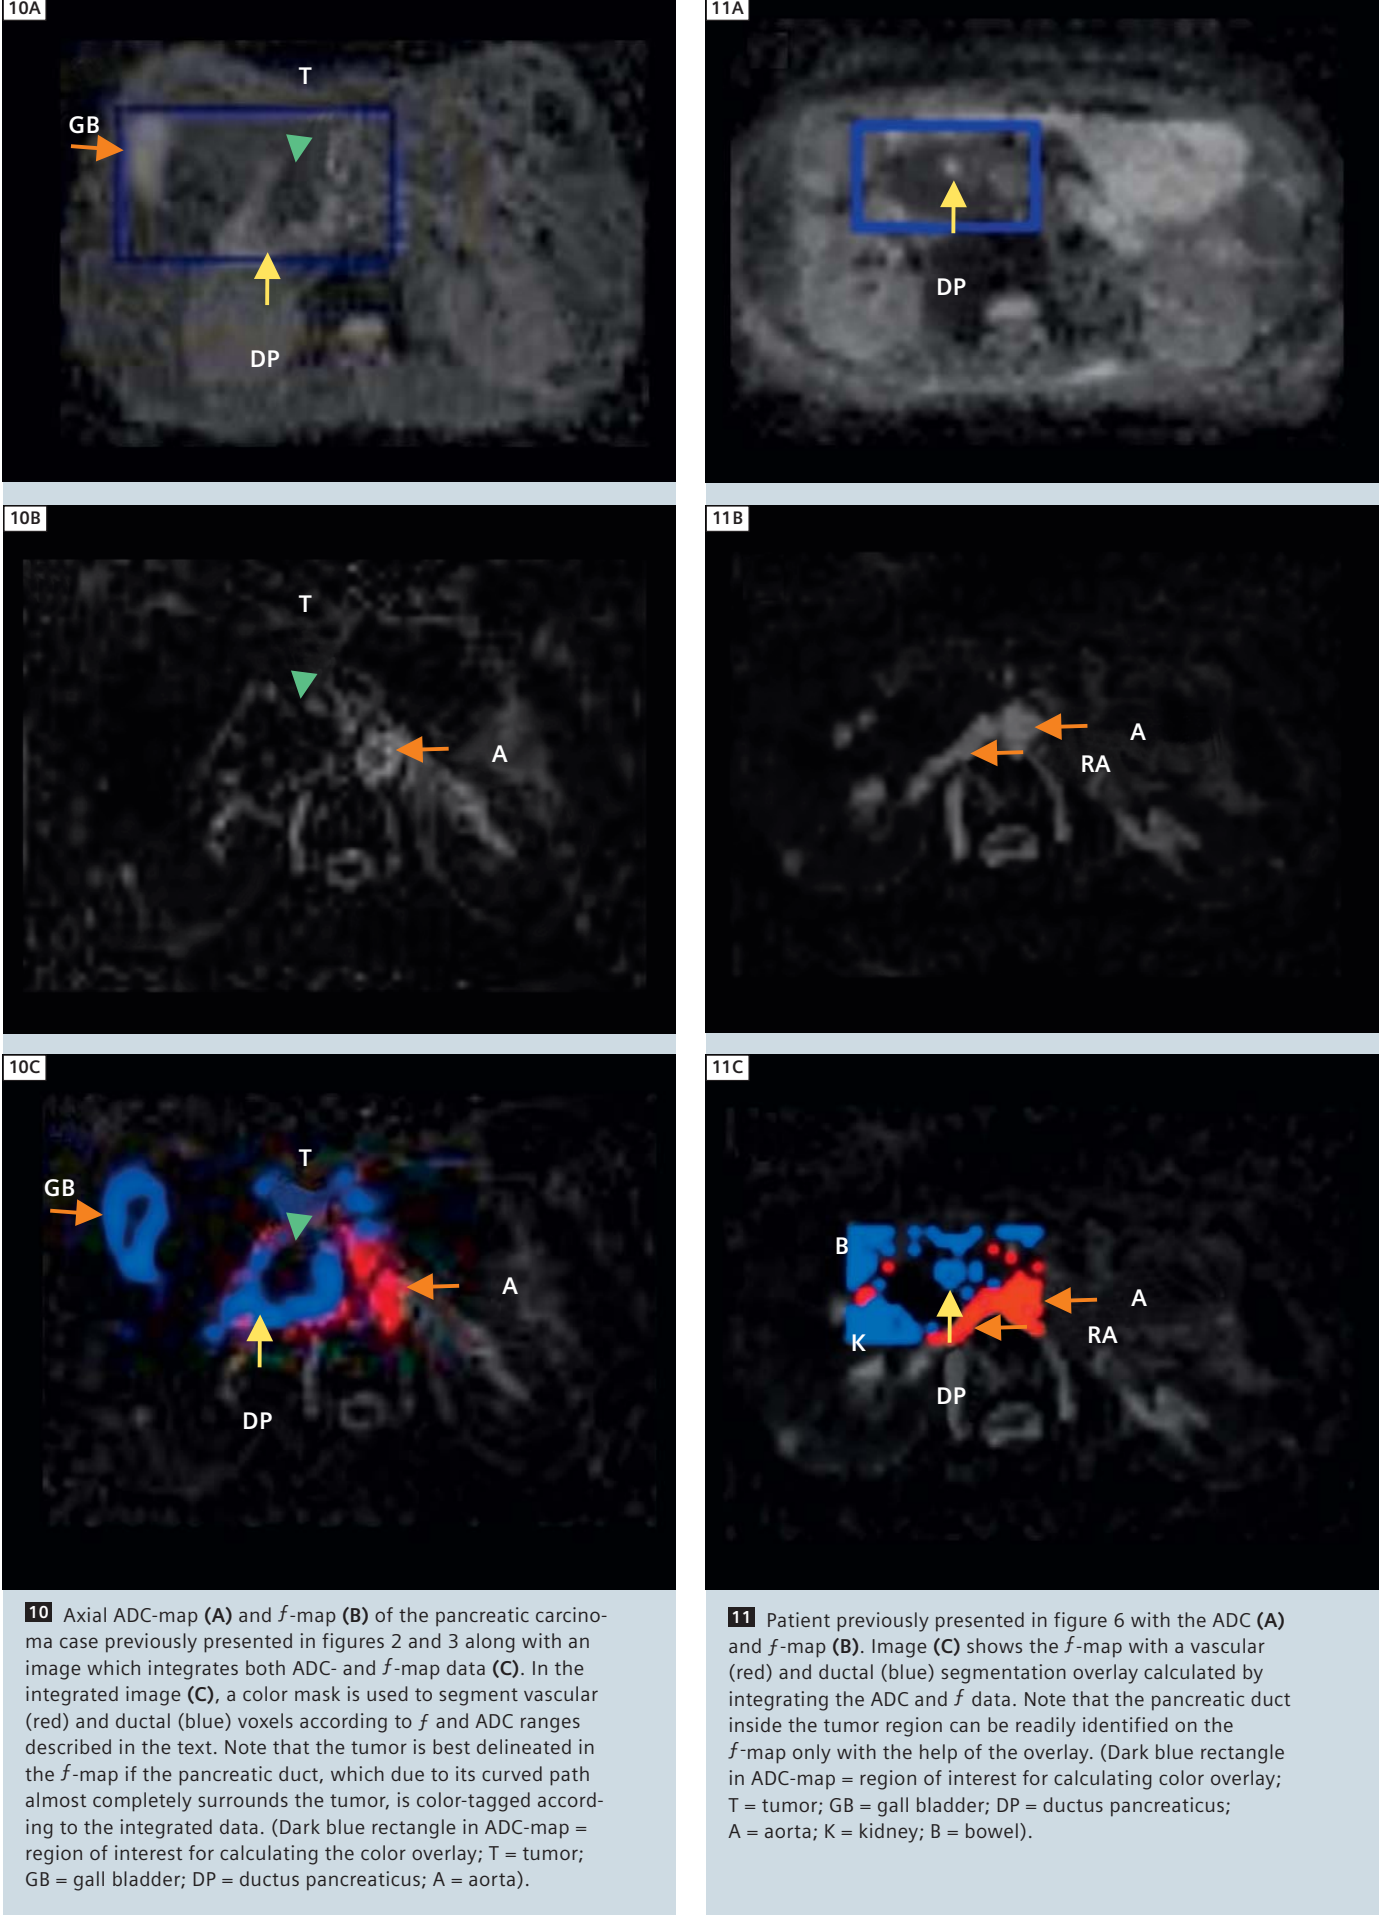 10A
T
GB
DP
10B
T
A
10C
T
GB
A
DP
10 Axial ADC-map (A) and f-map (B) of the pancreatic carcino-
ma case previously presented in figures 2 and 3 along with an
image which integrates both ADC- and f-map data (C). In the
integrated image (C), a color mask is used to segment vascular
(red) and ductal (blue) voxels according to f and ADC ranges
described in the text. Note that the tumor is best delineated in
the f-map if the pancreatic duct, which due to its curved path
almost completely surrounds the tumor, is color-tagged accord-
ing to the integrated data. (Dark blue rectangle in ADC-map =
region of interest for calculating the color overlay; T = tumor;
GB = gall bladder; DP = ductus pancreaticus; A = aorta).
11A
DP
11B
A
RA
11C
B
A
RA
K
DP
11 Patient previously presented in figure 6 with the ADC (A)
and f-map (B). Image (C) shows the f-map with a vascular
(red) and ductal (blue) segmentation overlay calculated by
integrating the ADC and f data. Note that the pancreatic duct
inside the tumor region can be readily identified on the
f-map only with the help of the overlay. (Dark blue rectangle
in ADC-map = region of interest for calculating color overlay;
T = tumor; GB = gall bladder; DP = ductus pancreaticus;
A = aorta; K = kidney; B = bowel).